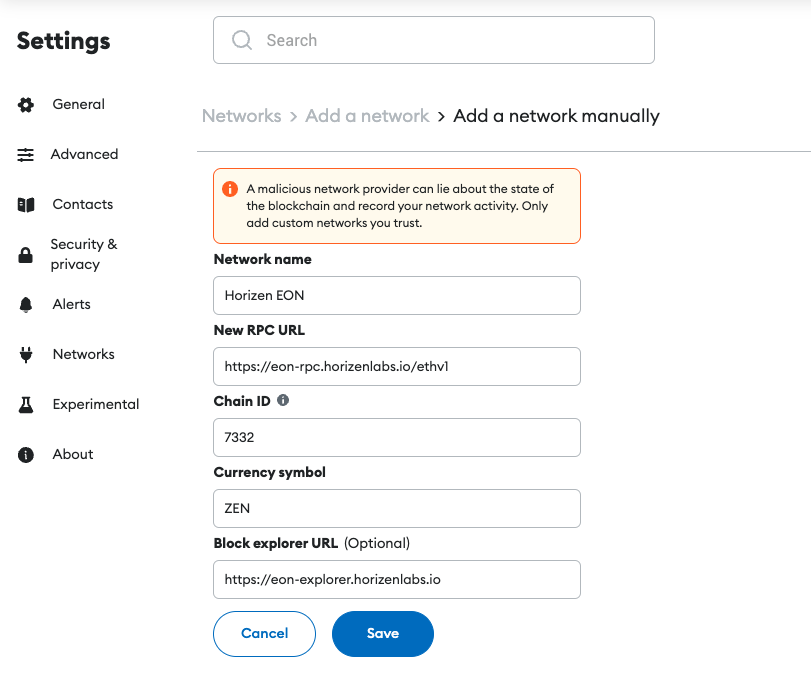 Settings
Search
General
Advanced
Contacts
Security &
privacy
Alerts
Networks
Experimental
About
Networks > Add a network > Add a network manually
A malicious network provider can lie about the state of
the blockchain and record your network activity. Only
add custom networks you trust.
Network name
Horizen EON
New RPC URL
https://eon-rpc.horizenlabs.io/ethv1
Chain ID
7332
Currency symbol
ZEN
Block explorer URL (Optional)
https://eon-explorer.horizenlabs.io
Cancel
Save